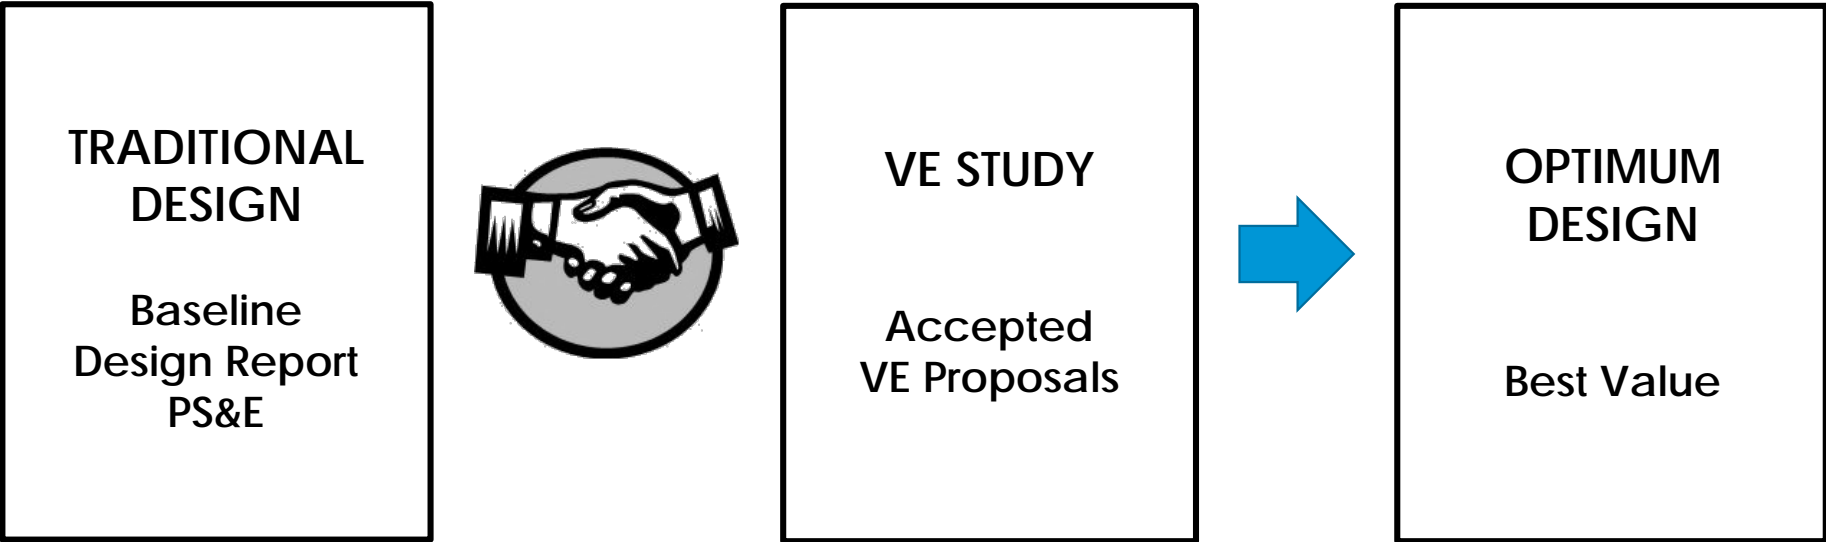 TRADITIONAL
DESIGN
Baseline
Design Report
PS&E
VE STUDY
Accepted
VE Proposals
OPTIMUM
DESIGN
Best Value